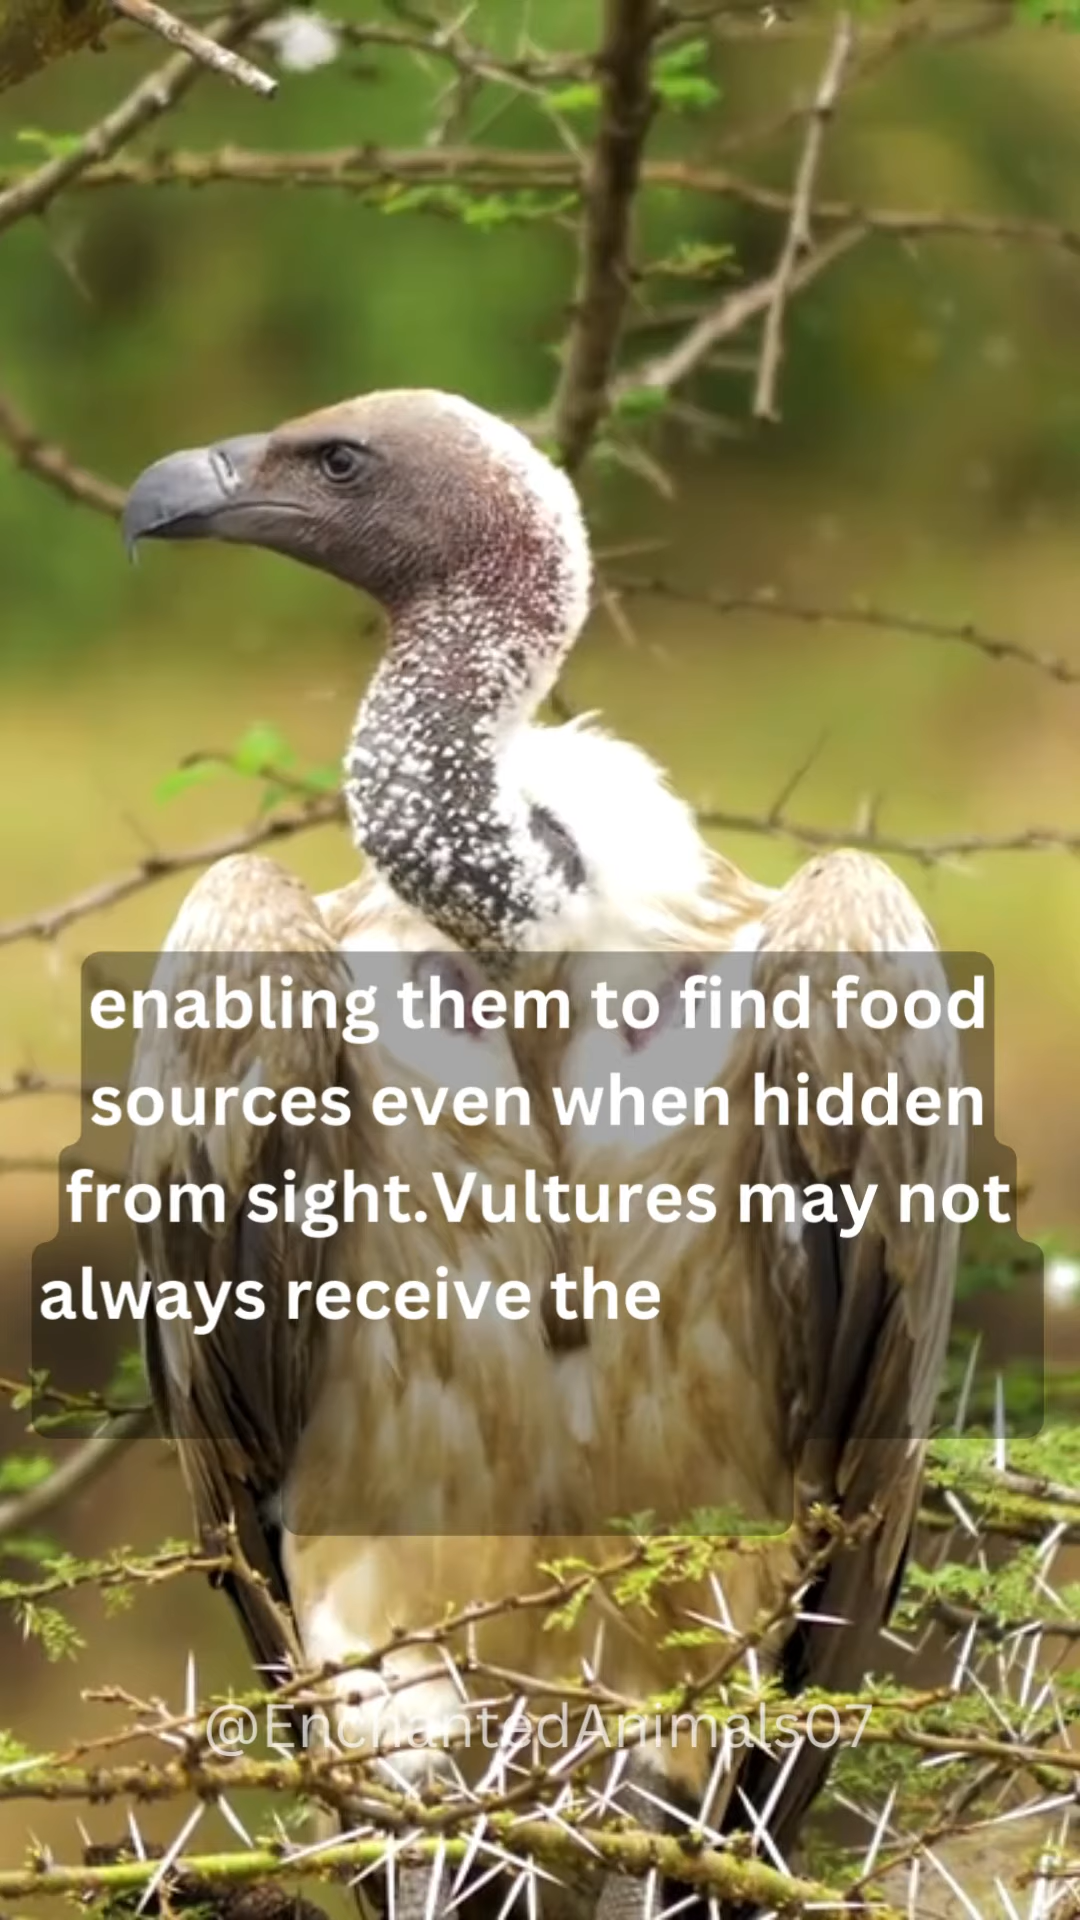 enabling them to find food
sources even when hidden
from sight.Vultures may not
always receive the
@EnchantedAnimals07